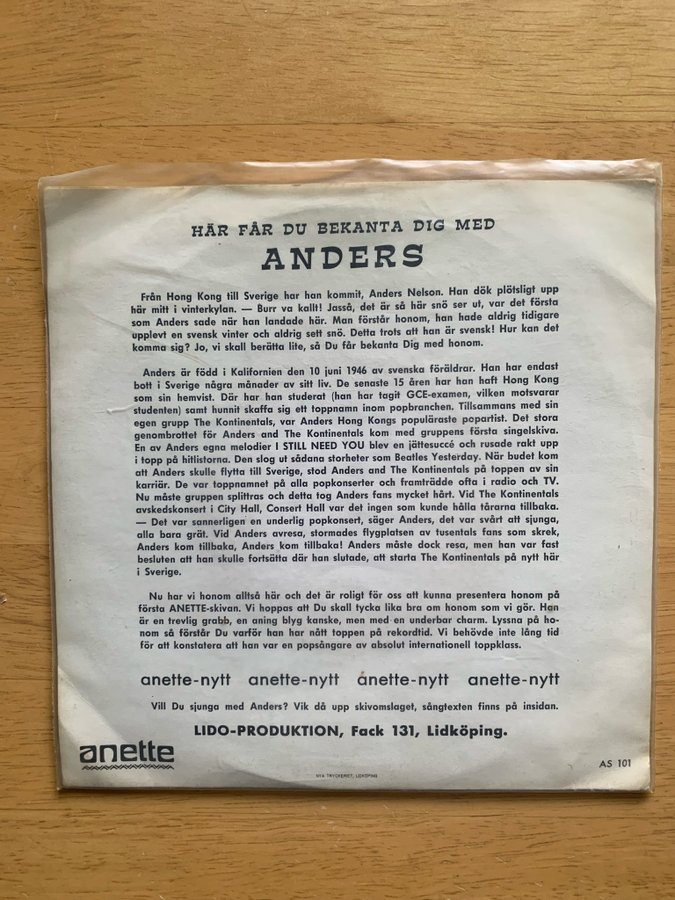 HÄR FÅR DU BEKANTA DIG MED
ANDERS
Från Hong Kong till Sverige har han kommit, Anders Nelson. Han dök plötsligt upp
här mitt i vinterkylan. — Burr va kallt! Jasså, det är så här snö ser ut, var det första
som Anders sade när han landade här. Man förstår honom, han hade aldrig tidigare
upplevt en svensk vinter och aldrig sett snö. Detta trots att han är svensk! Hur kan det
komma sig? Jo, vi skall berätta lite, så Du får bekanta Dig med honom.
Anders är född i Kalifornien den 10 juni 1946 av svenska föräldrar. Han har endast
bott i Sverige några månader av sitt liv. De senaste 15 åren har han haft Hong Kong
som sin hemvist. Där har han studerat (han har tagit GCE-examen, vilken motsvarar
studenten) samt hunnit skaffa sig ett toppnamn inom popbranchen. Tillsammans med sin
egen grupp The Kontinentals, var Anders Hong Kongs populäraste popartist. Det stora
genombrottet för Anders and The Kontinentals kom med gruppens första singelskiva.
En av Anders egna melodier I STILL NEED YOU blev en jättesuccé och rusade rakt upp
i topp på hitlistorna. Den slog ut sådana storheter som Beatles Yesterday. När budet kom
att Anders skulle flytta till Sverige, stod Anders and The Kontinentals på toppen av sin
karriär. De var toppnamnet på alla popkonserter och framträdde ofta i radio och TV.
Nu måste gruppen splittras och detta tog Anders fans mycket hårt. Vid The Kontinentals
avskedskonsert i City Hall, Consert Hall var det ingen som kunde hålla tårarna tillbaka.
— Det var sannerligen en underlig popkonsert, säger Anders, det var svårt att sjunga,
alla bara grät. Vid Anders avresa, stormades flygplatsen av tusentals fans som skrek,
Anders kom tillbaka, Anders kom tillbaka! Anders måste dock resa, men han var fast
besluten att han skulle fortsätta där han slutade, att starta The Kontinentals på nytt här
i Sverige.
Nu har vi honom alltså här och det är roligt för oss att kunna presentera honom på
första ANETTE-skivan. Vi hoppas att Du skall tycka lika bra om honom som vi gör. Han
är en trevlig grabb, en aning blyg kanske, men med en underbar charm. Lyssna på ho-
nom så förstår Du varför han har nått toppen på rekordtid. Vi behövde inte lång tid
för att konstatera att han var en popsångare av absolut internationell toppklass.
anette-nytt anette-nytt anette-nytt anette-nytt
Vill Du sjunga med Anders? Vik då upp skivomslaget, sångtexten finns på insidan.
LIDO-PRODUKTION, Fack 131, Lidköping.
anette
AS 101
NYA TRYCKERIET, LIDKÖPING